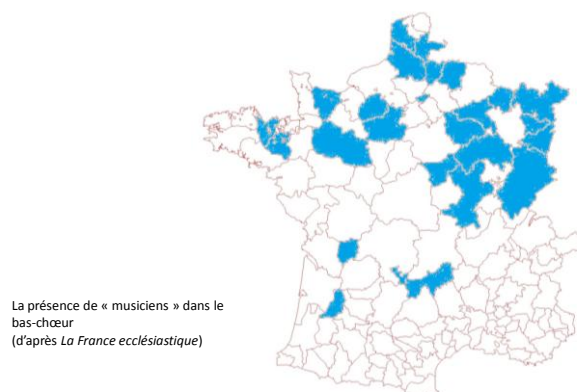 La présence de « musiciens » dans le
bas-chœur
(d'après La France ecclésiastique)